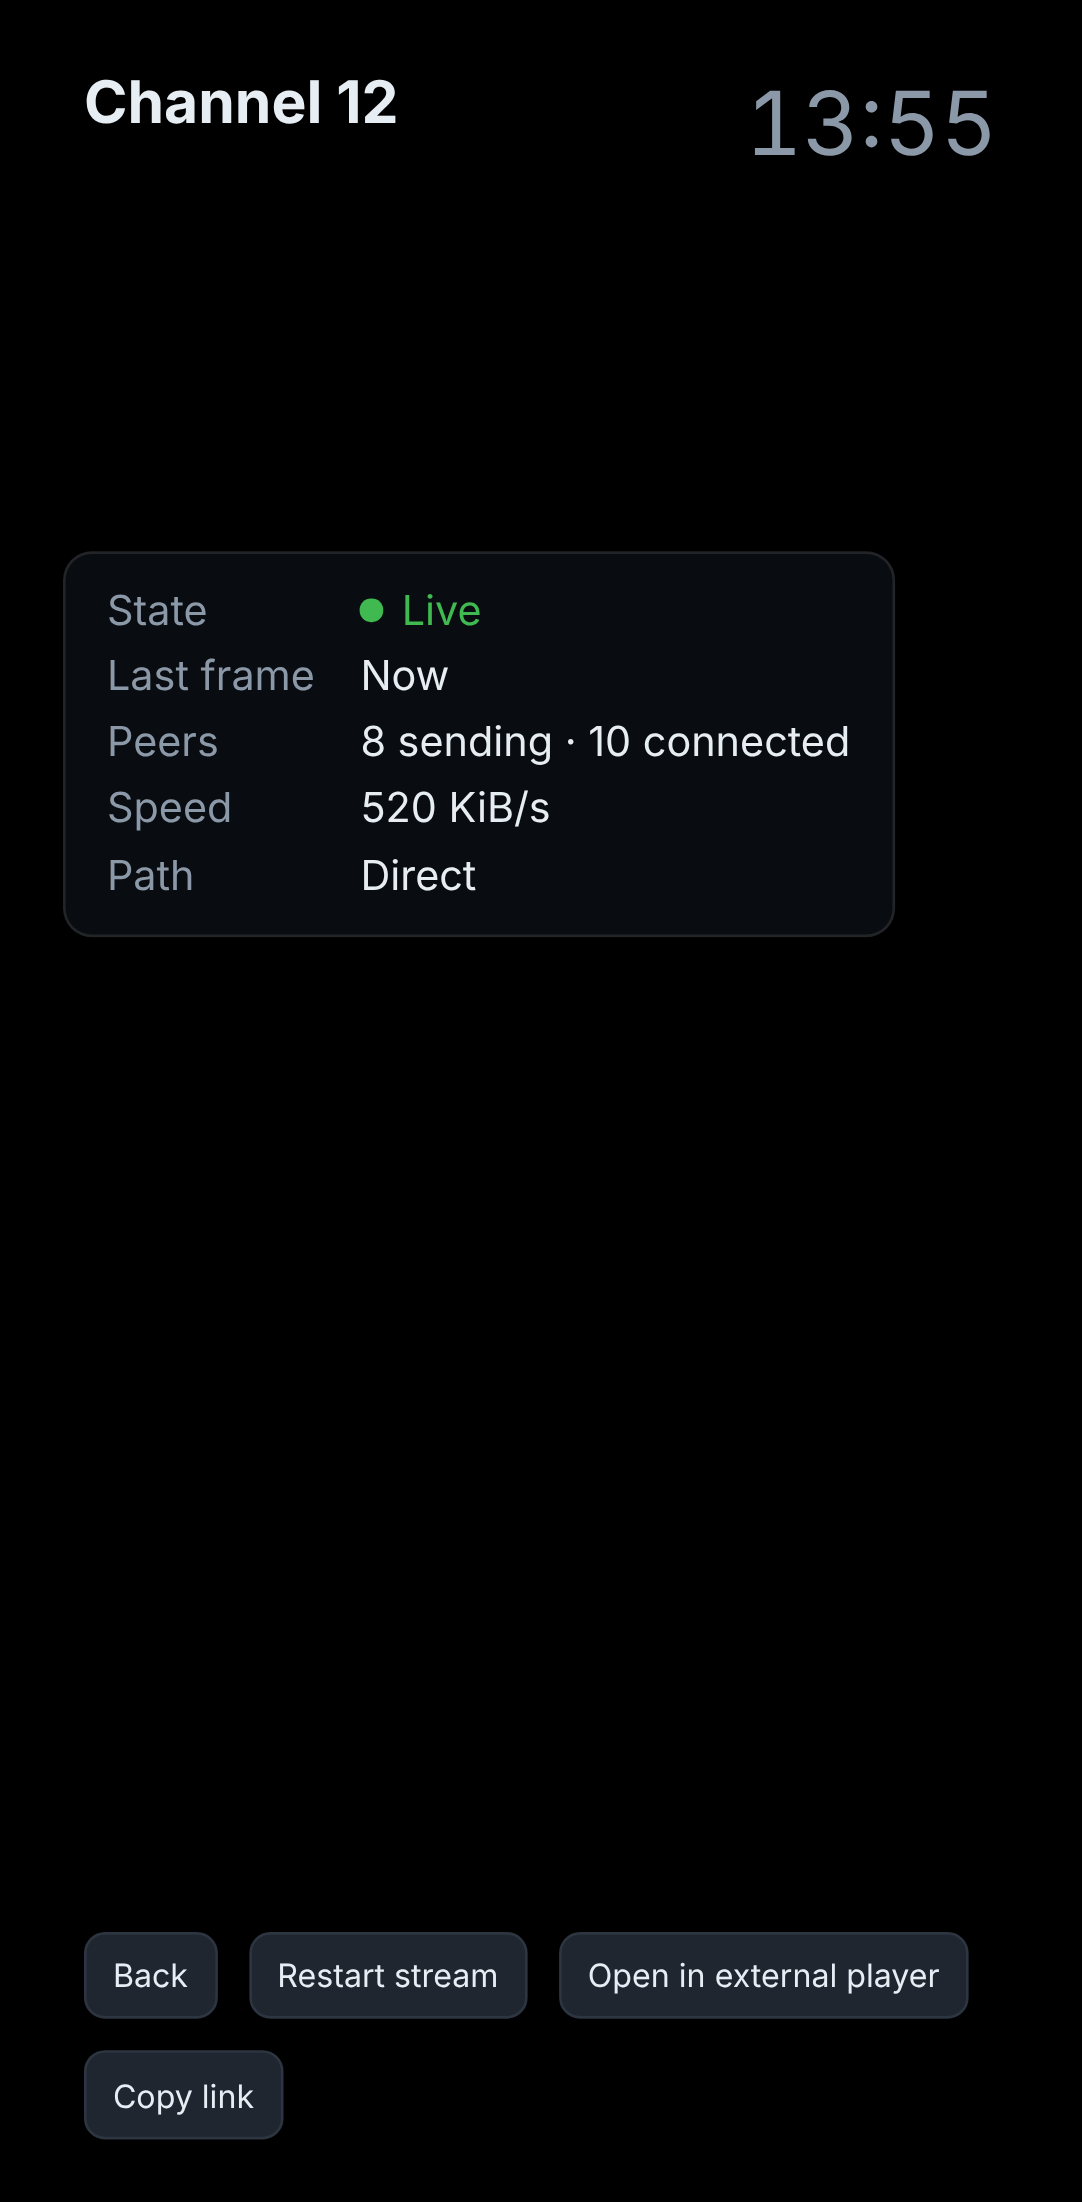 Channel 12
13:55
State Live
Last frame Now
Peers 8 sending · 10 connected
Speed 520 KiB/s
Path Direct
Back Restart stream Open in external player
Copy link